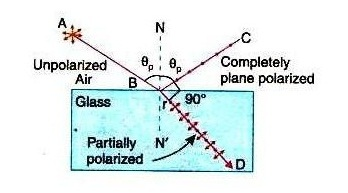 A
N
C
θp θp
Unpolarized
Air
Completely
plane polarized
B
Glass
r
90°
Partially
polarized
N'
D